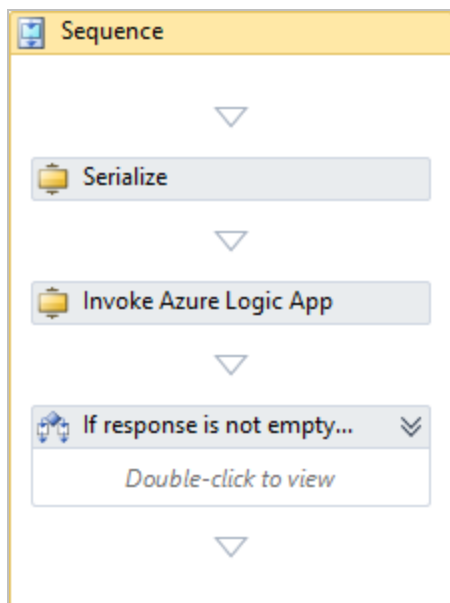 Sequence
Serialize
Invoke Azure Logic App
If response is not empty...
Double-click to view